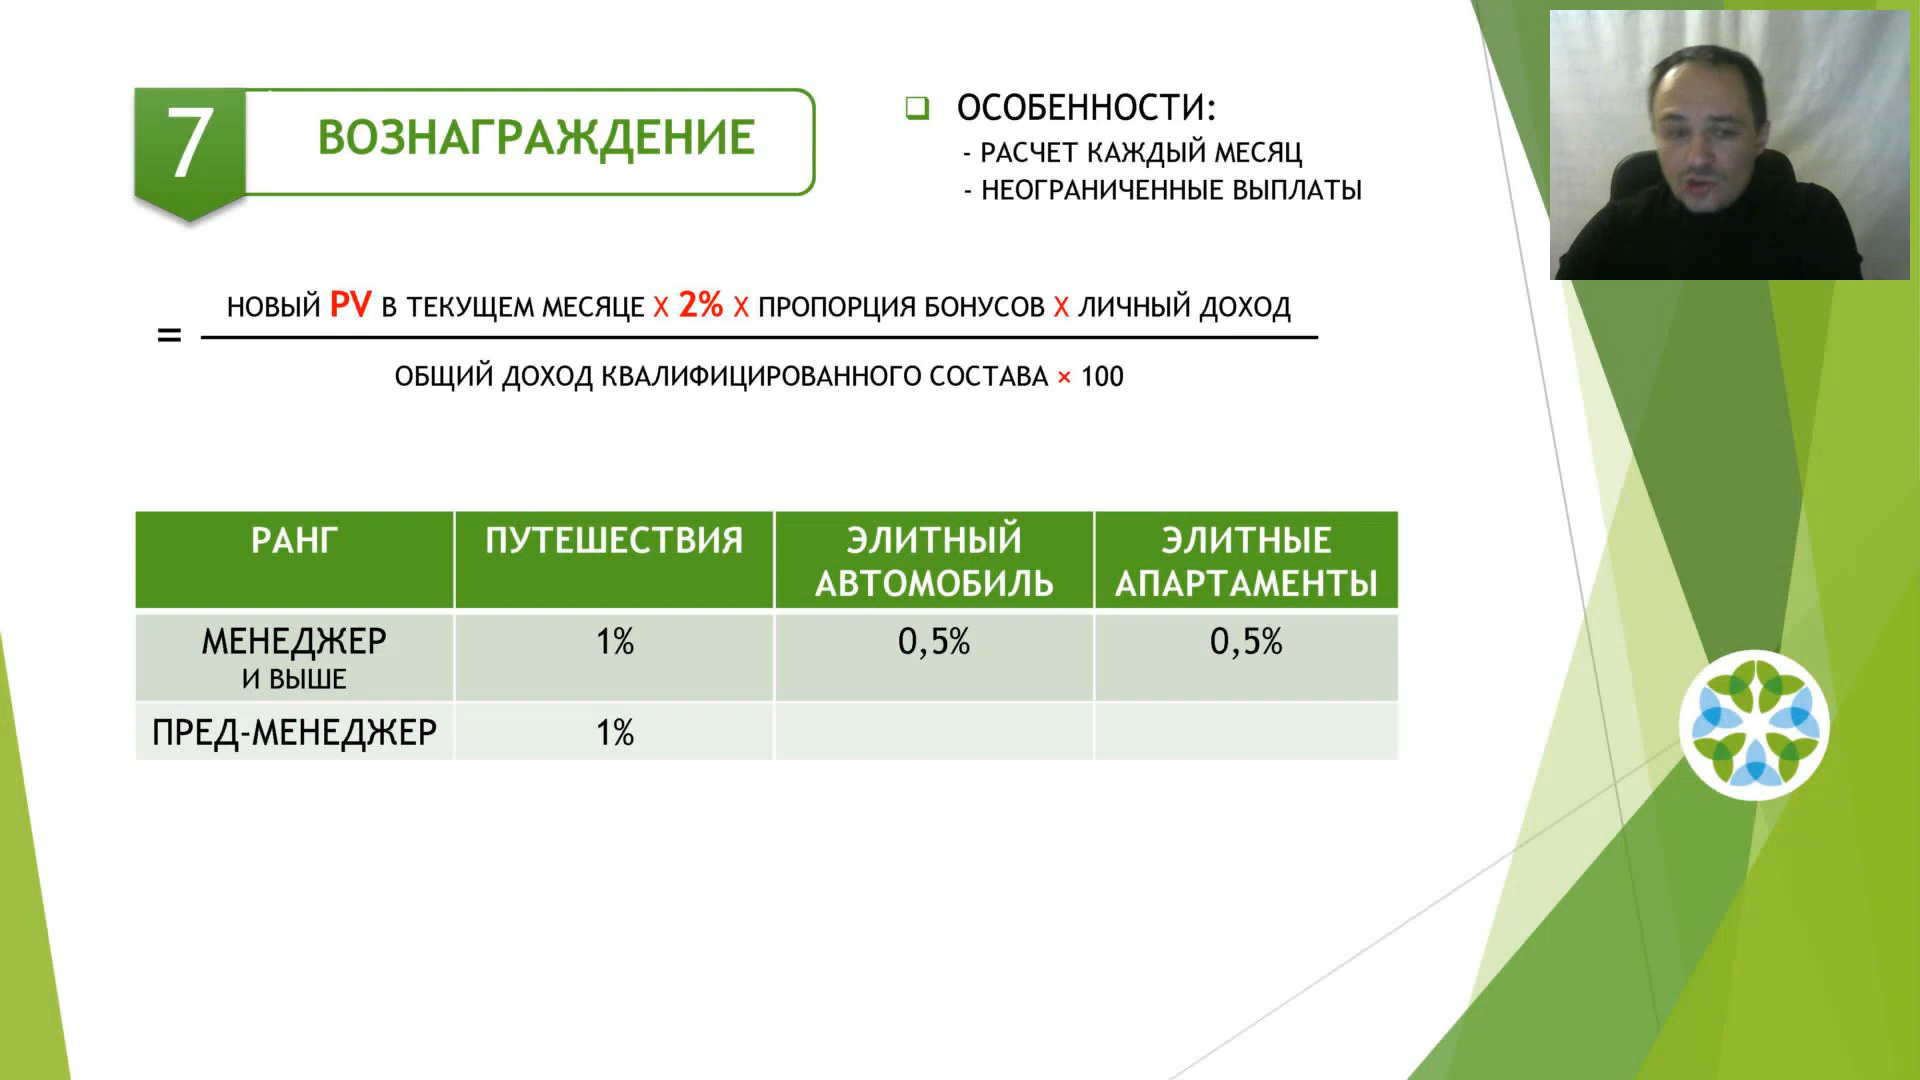 7
ВОЗНАГРАЖДЕНИЕ
ОСОБЕННОСТИ:
- РАСЧЕТ КАЖДЫЙ МЕСЯЦ
- НЕОГРАНИЧЕННЫЕ ВЫПЛАТЫ
= НОВЫЙ PV В ТЕКУЩЕМ МЕСЯЦЕ X 2% X ПРОПОРЦИЯ БОНУСОВ X ЛИЧНЫЙ ДОХОД
ОБЩИЙ ДОХОД КВАЛИФИЦИРОВАННОГО СОСТАВА × 100
РАНГ ПУТЕШЕСТВИЯ ЭЛИТНЫЙ ЭЛИТНЫЕ
АВТОМОБИЛЬ АПАРТАМЕНТЫ
МЕНЕДЖЕР 1% 0,5% 0,5%
И ВЫШЕ
ПРЕД-МЕНЕДЖЕР 1%